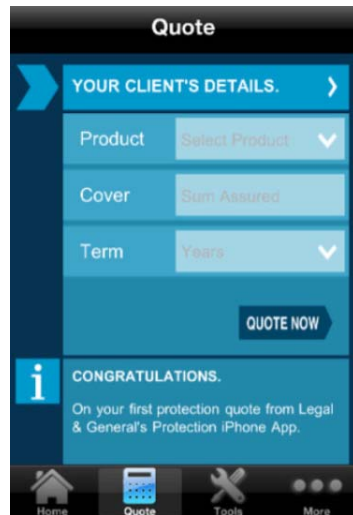 Quote
YOUR CLIENT'S DETAILS.
Product Select Product
Cover Sum Assured
Term Years
QUOTE NOW
i CONGRATULATIONS.
On your first protection quote from Legal
& General's Protection iPhone App.
Home Quote Tools More